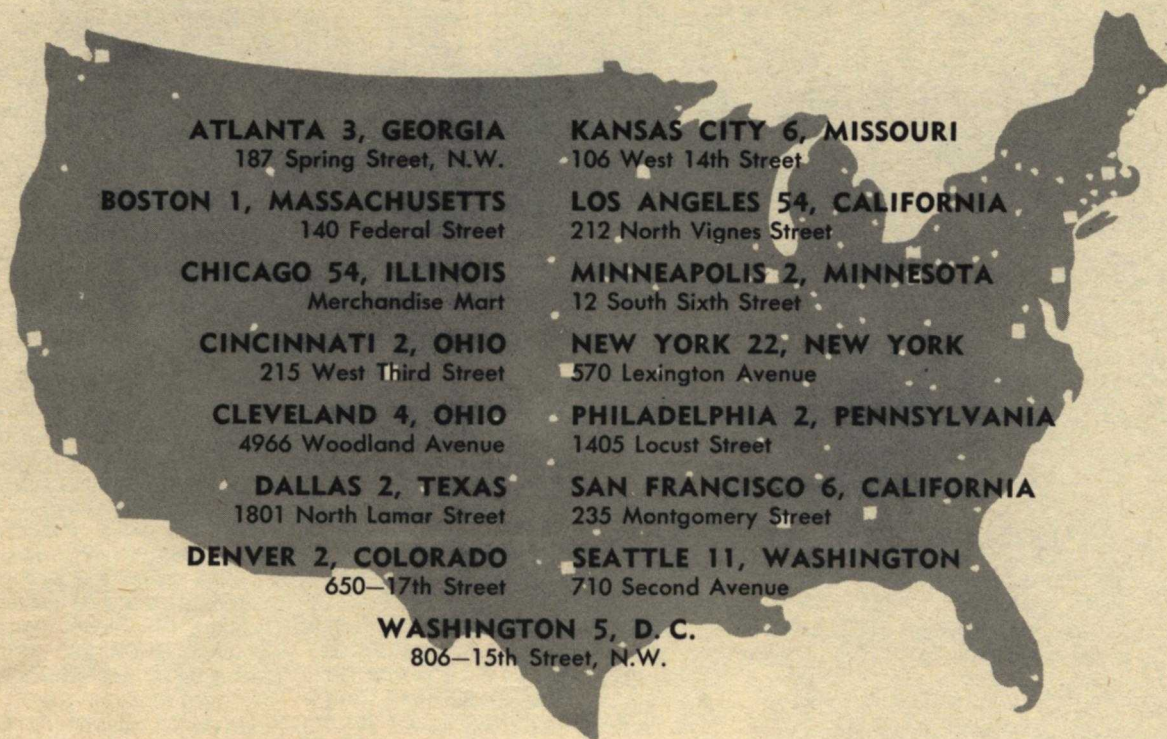 ATLANTA 3, GEORGIA
187 Spring Street, N.W.
BOSTON 1, MASSACHUSETTS
140 Federal Street
CHICAGO 54, ILLINOIS
Merchandise Mart
CINCINNATI 2, OHIO
215 West Third Street
CLEVELAND 4, OHIO
4966 Woodland Avenue
DALLAS 2, TEXAS
1801 North Lamar Street
DENVER 2, COLORADO
650—17th Street
KANSAS CITY 6, MISSOURI
106 West 14th Street
LOS ANGELES 54, CALIFORNIA
212 North Vignes Street
MINNEAPOLIS 2, MINNESOTA
12 South Sixth Street
NEW YORK 22, NEW YORK
570 Lexington Avenue
PHILADELPHIA 2, PENNSYLVANIA
1405 Locust Street
SAN FRANCISCO 6, CALIFORNIA
235 Montgomery Street
SEATTLE 11, WASHINGTON
710 Second Avenue
WASHINGTON 5, D. C.
806—15th Street, N.W.